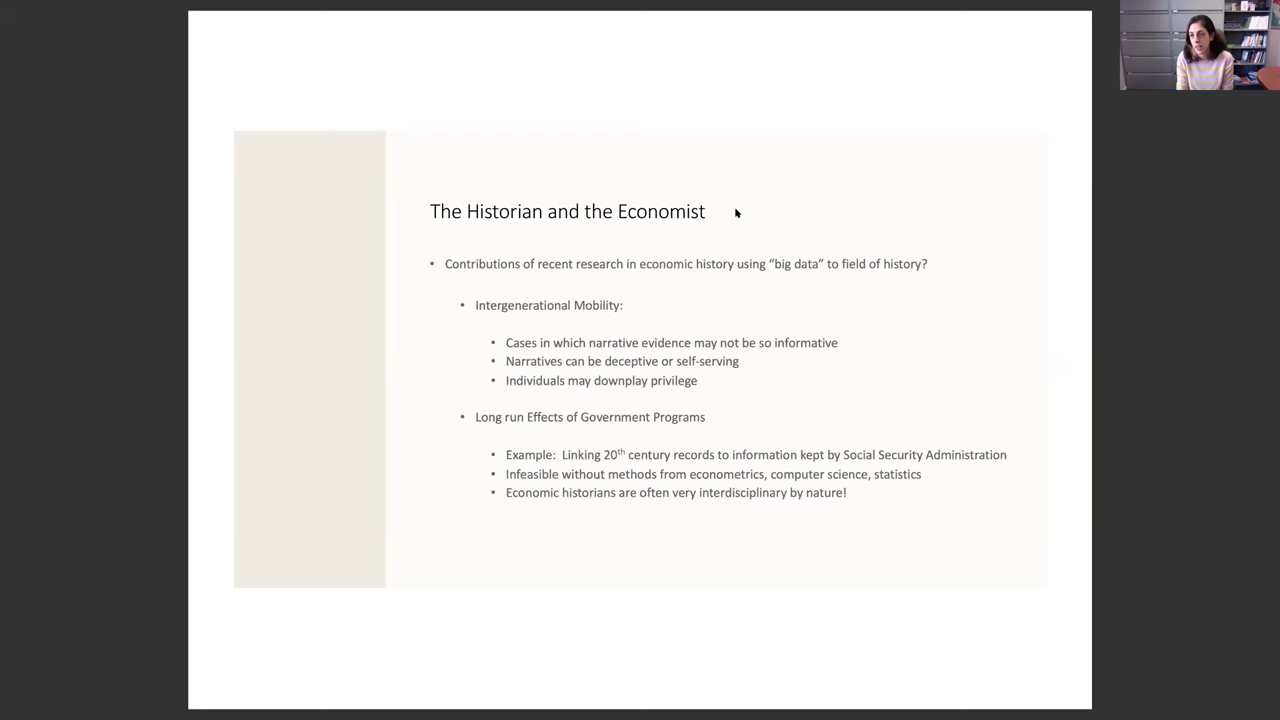 The Historian and the Economist
• Contributions of recent research in economic history using “big data” to field of history?
• Intergenerational Mobility:
• Cases in which narrative evidence may not be so informative
• Narratives can be deceptive or self-serving
• Individuals may downplay privilege
• Long run Effects of Government Programs
• Example: Linking 20th century records to information kept by Social Security Administration
• Infeasible without methods from econometrics, computer science, statistics
• Economic historians are often very interdisciplinary by nature!